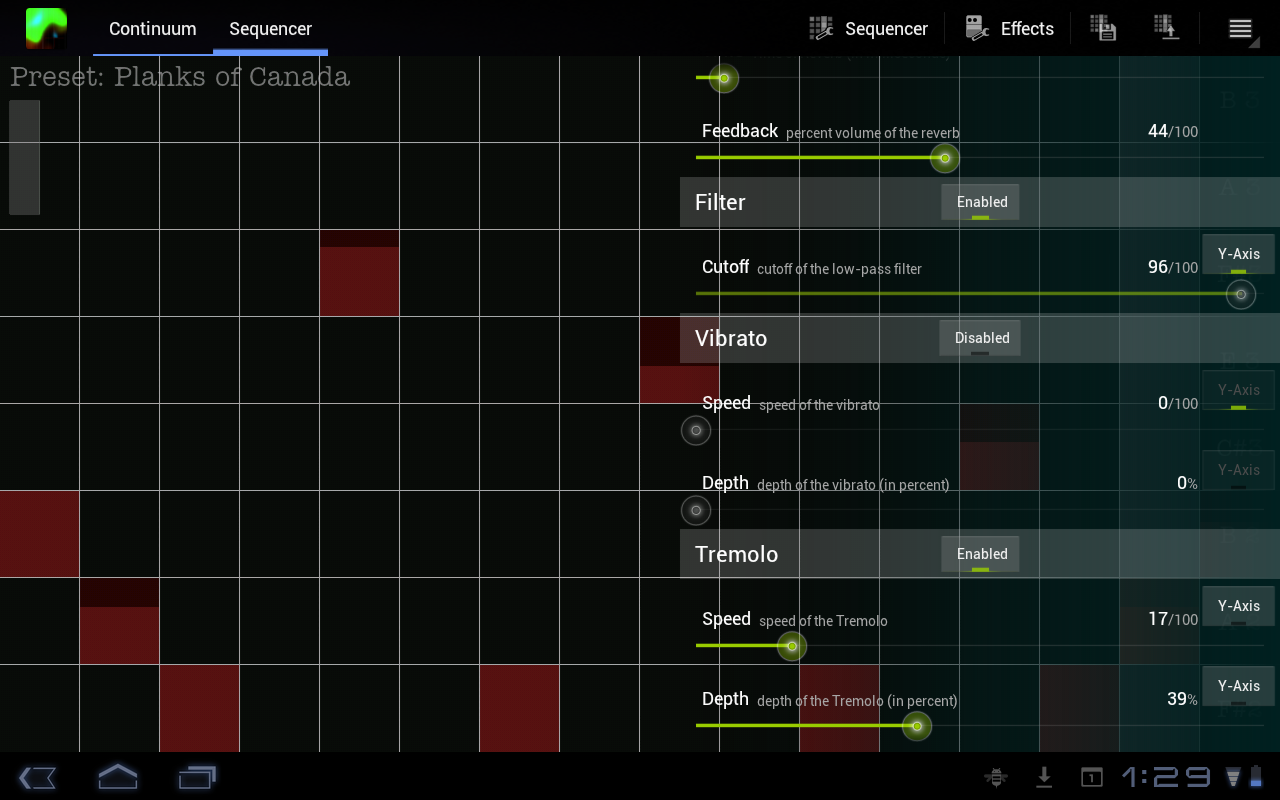 Continuum Sequencer Sequencer Effects
Preset: Planks of Canada
Feedback percent volume of the reverb 44/100
Filter Enabled
Cutoff cutoff of the low-pass filter 96/100 Y-Axis
Vibrato Disabled
Speed speed of the vibrato 0/100 Y-Axis
Depth depth of the vibrato (in percent) 0% Y-Axis
Tremolo Enabled
Speed speed of the Tremolo 17/100 Y-Axis
Depth depth of the Tremolo (in percent) 39% Y-Axis
1 1:29